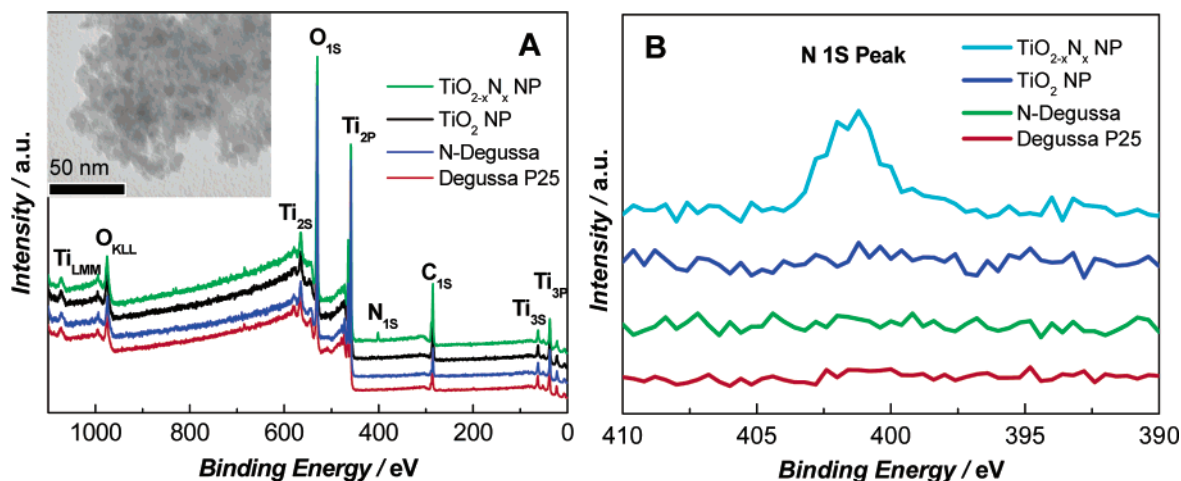 A
50 nm
TiO2-xNx NP
TiO2 NP
N-Degussa
Degussa P25
O1S
Ti2P
Ti2S
OKLL
TiLMM
N1S
C1S
Ti3S
Ti3P
Intensity / a.u.
1000 800 600 400 200 0
Binding Energy / eV
B
N 1S Peak
TiO2-xNx NP
TiO2 NP
N-Degussa
Degussa P25
Intensity / a.u.
410 405 400 395 390
Binding Energy / eV